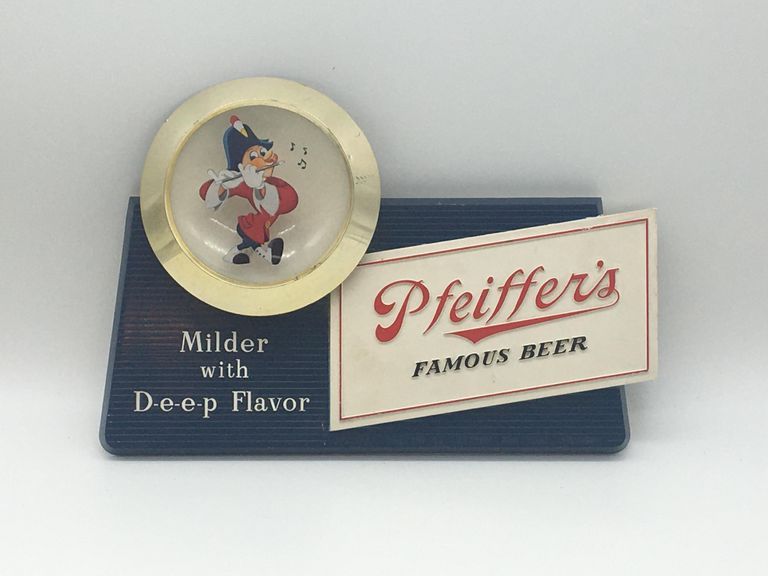 Milder
with
D-e-e-p Flavor
Pfeiffer's
FAMOUS BEER